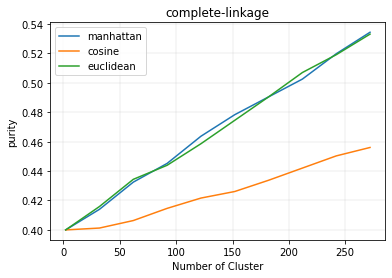 complete-linkage
manhattan
cosine
euclidean
purity
0.54
0.52
0.50
0.48
0.46
0.44
0.42
0.40
0
50
100
150
200
250
Number of Cluster